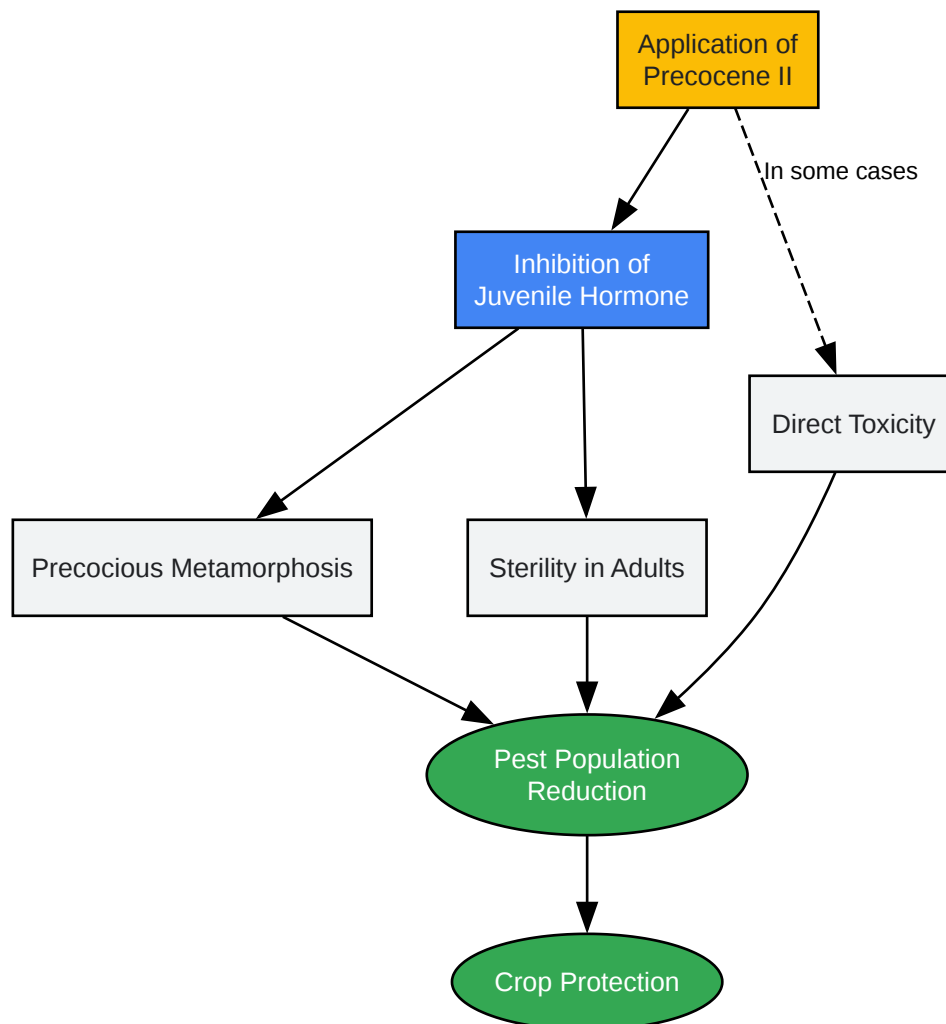 Application of
Precocene II
In some cases
Inhibition of
Juvenile Hormone
Direct Toxicity
Precocious Metamorphosis
Sterility in Adults
Pest Population
Reduction
Crop Protection